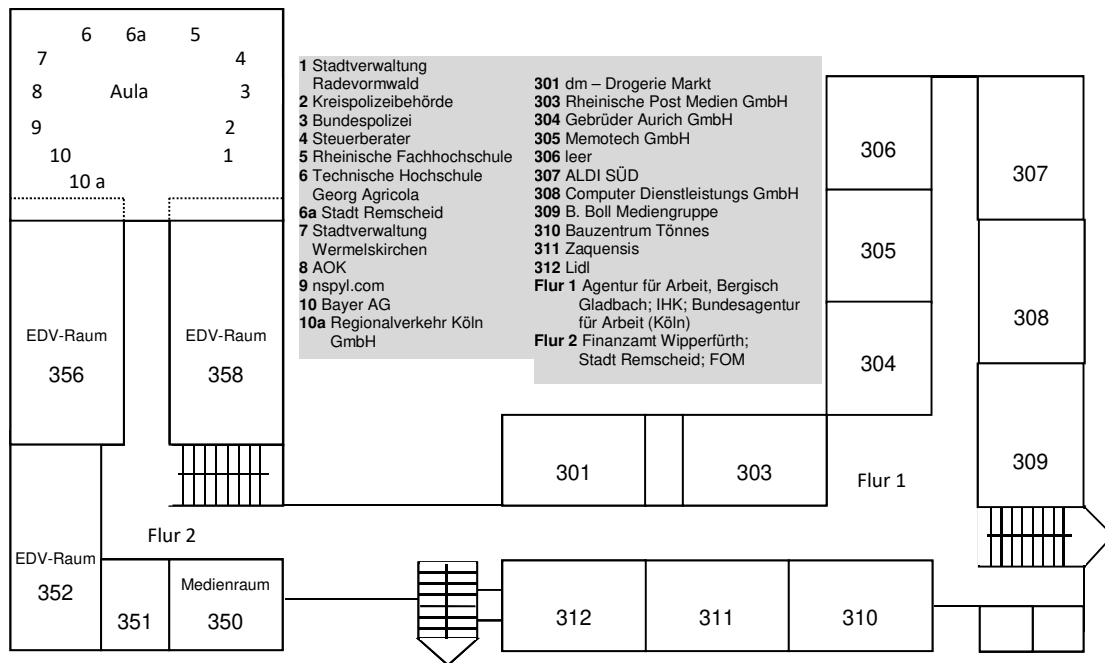 6 6a 5
7 4
8 Aula 3
9 2
10 1
10 a
1 Stadtverwaltung
Radevormwald
2 Kreispolizeibehörde
3 Bundespolizei
4 Steuerberater
5 Rheinische Fachhochschule
6 Technische Hochschule
Georg Agricola
6a Stadt Remscheid
7 Stadtverwaltung
Wermelskirchen
8 AOK
9 nspyl.com
10 Bayer AG
10a Regionalverkehr Köln
GmbH
301 dm – Drogerie Markt
303 Rheinische Post Medien GmbH
304 Gebrüder Aurich GmbH
305 Memotech GmbH
306 leer
307 ALDI SÜD
308 Computer Dienstleistungs GmbH
309 B. Boll Mediengruppe
310 Bauzentrum Tönnes
311 Zaquensis
312 Lidl
Flur 1 Agentur für Arbeit, Bergisch
Gladbach; IHK; Bundesagentur
für Arbeit (Köln)
Flur 2 Finanzamt Wipperfürth;
Stadt Remscheid; FOM
306
307
305
308
304
EDV-Raum
356
EDV-Raum
358
301
303
Flur 1
309
Flur 2
EDV-Raum
352
351
Medienraum
350
312
311
310